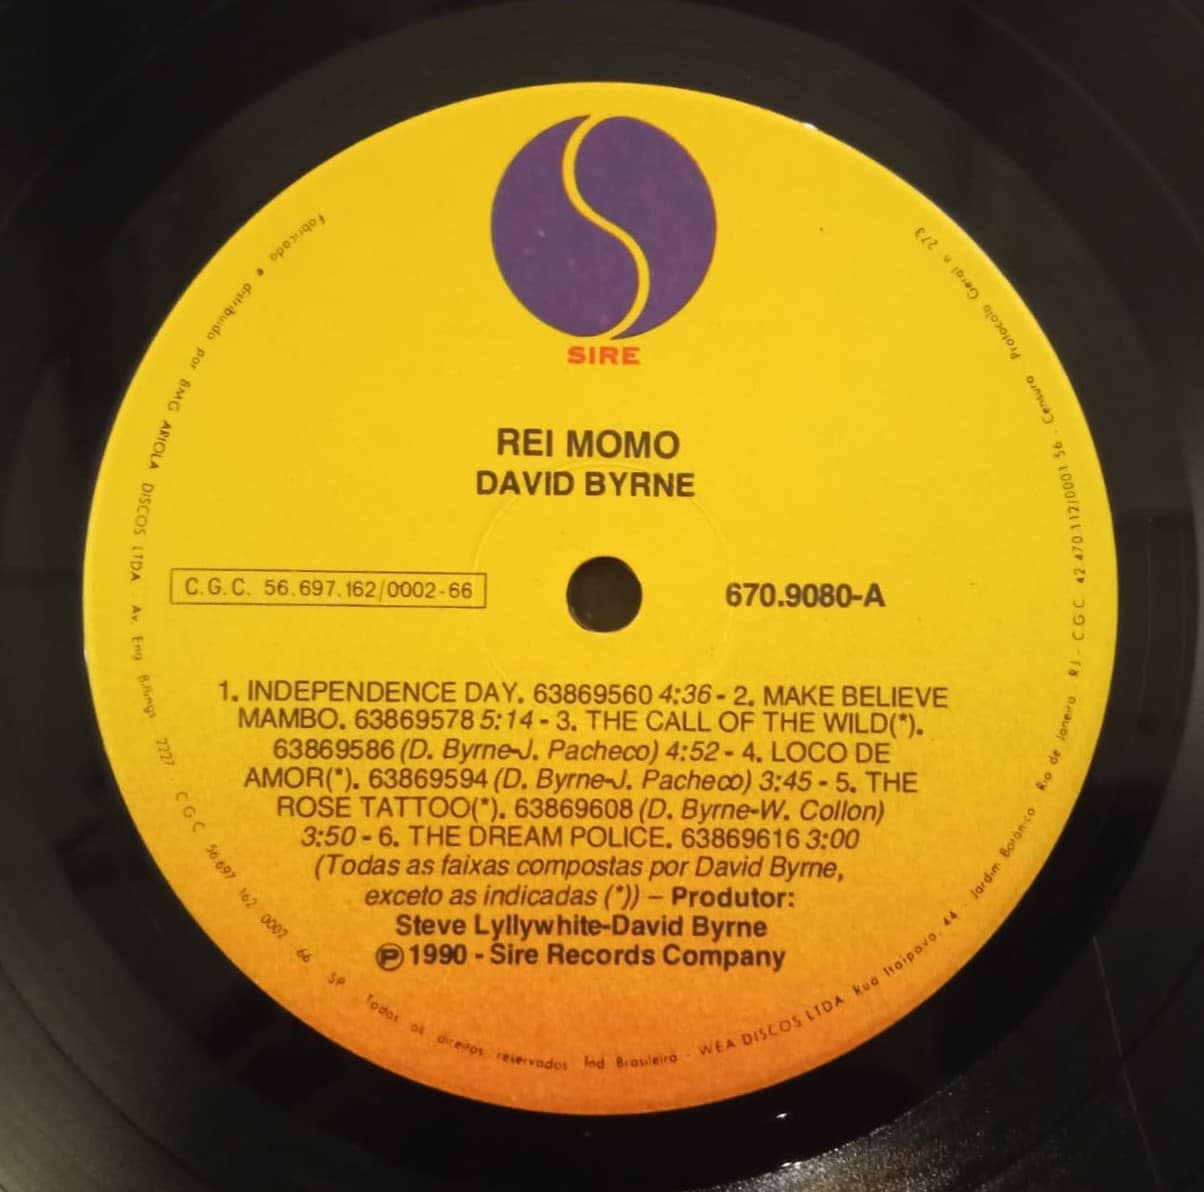 SIRE
REI MOMO
DAVID BYRNE
C.G.C. 56.697.162/0002-66
670.9080-A
1. INDEPENDENCE DAY. 63869560 4:36 - 2. MAKE BELIEVE
MAMBO. 63869578 5:14 - 3. THE CALL OF THE WILD(*).
63869586 (D. Byrne-J. Pacheco) 4:52 - 4. LOCO DE
AMOR(*). 63869594 (D. Byrne-J. Pacheco) 3:45 - 5. THE
ROSE TATTOO(*). 63869608 (D. Byrne-W. Collon)
3:50 - 6. THE DREAM POLICE. 63869616 3:00
(Todas as faixas compostas por David Byrne,
exceto as indicadas (*)) – Produtor:
Steve Lyllywhite-David Byrne
℗ 1990 - Sire Records Company
Fabricado e distribuido por BMG ARIOLA DISCOS LTDA. Av. Eng Billings 2227 - C G C 56.697 162 0002 66 SP Todos os direitos reservados Ind Brasileira - WEA DISCOS LTDA Rua Itaipava, 44 - Jardim Botânico Rio de Janeiro RJ - C.G.C. 42.470.112/0001 56 - Censura Protocolo Geral n 273